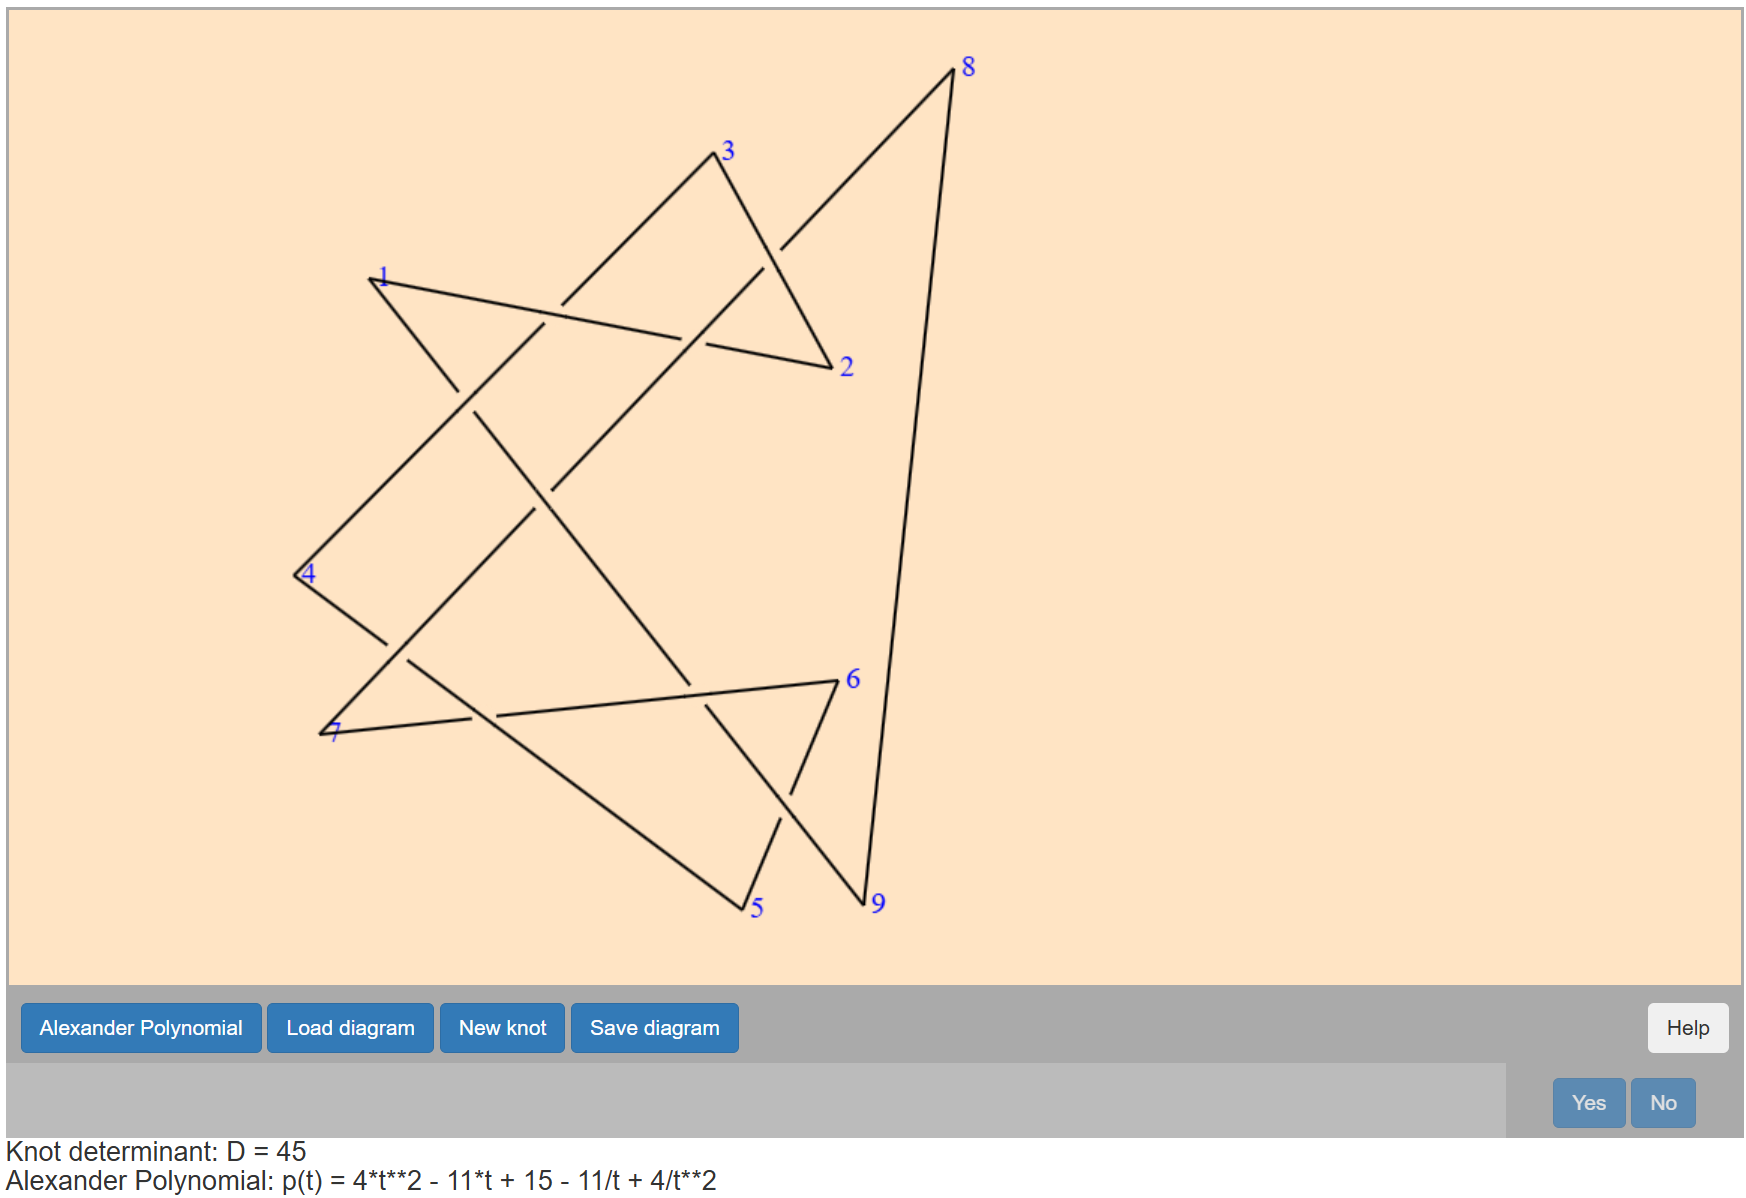 8
3
1
2
4
6
7
9
5
Alexander Polynomial Load diagram New knot Save diagram Help
Yes No
Knot determinant: D = 45
Alexander Polynomial: p(t) = 4*t**2 - 11*t + 15 - 11/t + 4/t**2